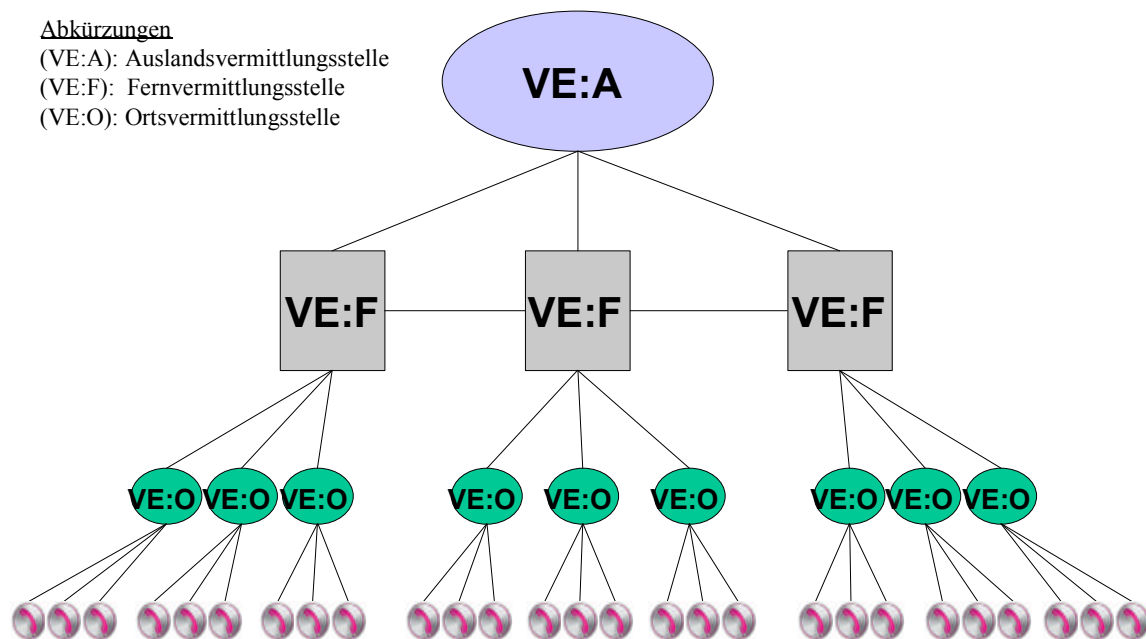 Abkürzungen
(VE:A): Auslandsvermittlungsstelle
(VE:F): Fernvermittlungsstelle
(VE:O): Ortsvermittlungsstelle
VE:A
VE:F VE:F VE:F
VE:O VE:O VE:O VE:O VE:O VE:O VE:O VE:O VE:O